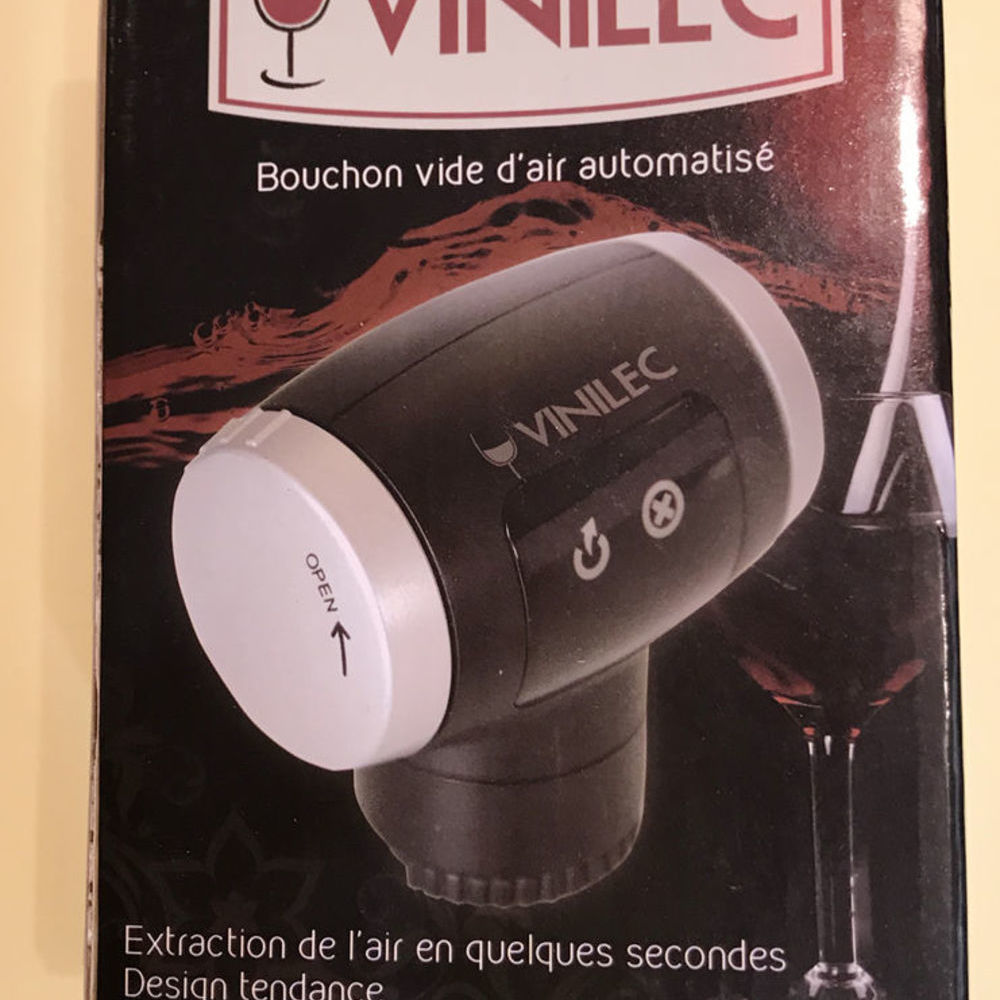 VINILEC
Bouchon vide d'air automatisé
VINILEC
OPEN
Extraction de l'air en quelques secondes
Design tendance